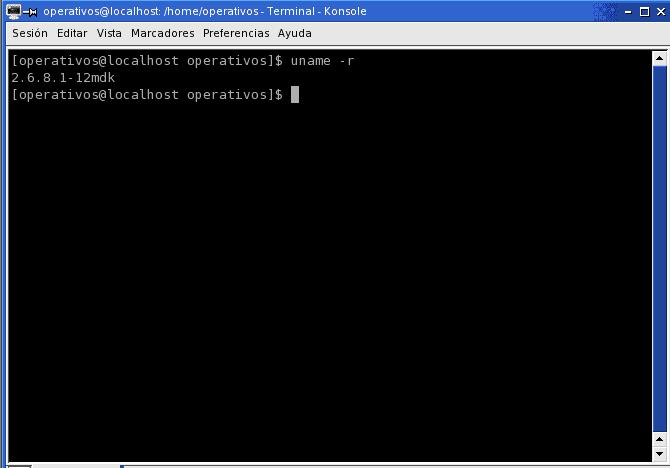 operativos@localhost: /home/operativos - Terminal - Konsole
Sesión Editar Vista Marcadores Preferencias Ayuda
[operativos@localhost operativos]$ uname -r
2.6.8.1-12mdk
[operativos@localhost operativos]$